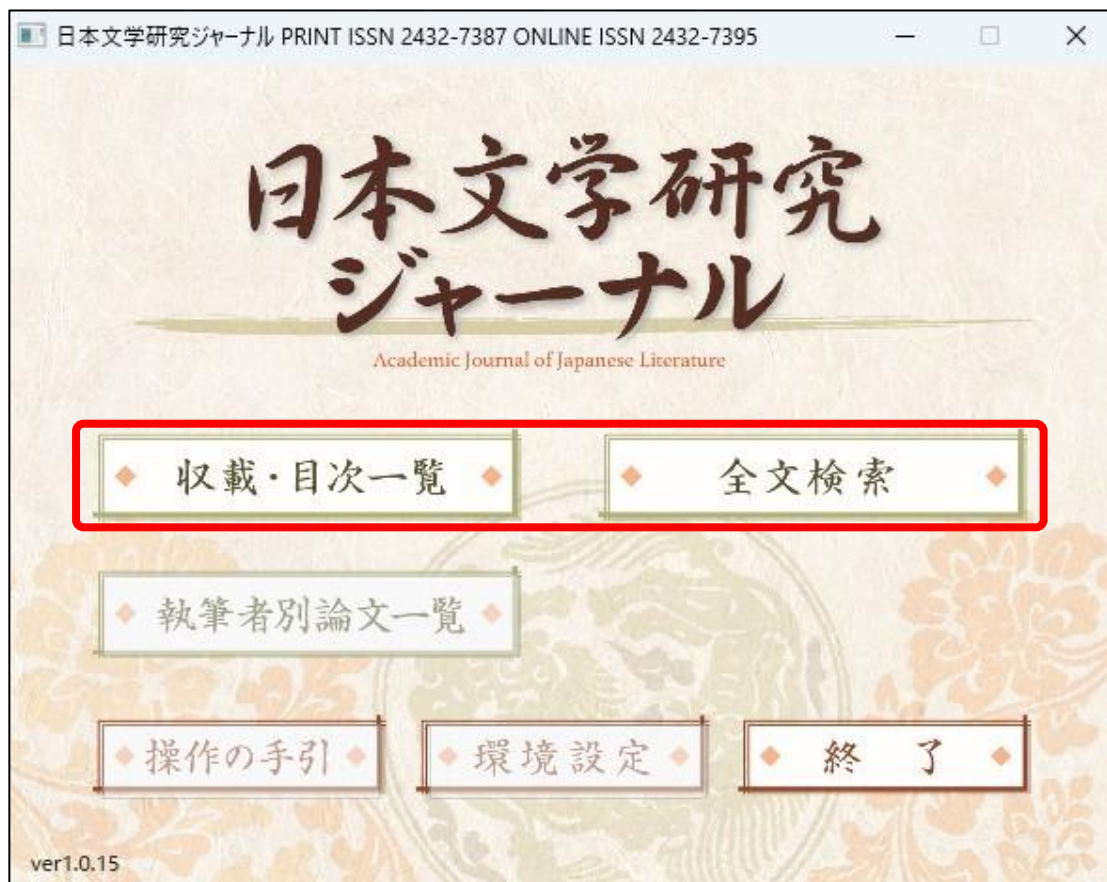 日本文学研究ジャーナル PRINT ISSN 2432-7387 ONLINE ISSN 2432-7395
日本文学研究
ジャーナル
Academic Journal of Japanese Literature
収載・目次一覧
全文検索
執筆者別論文一覧
操作の手引
環境設定
終 了
ver1.0.15